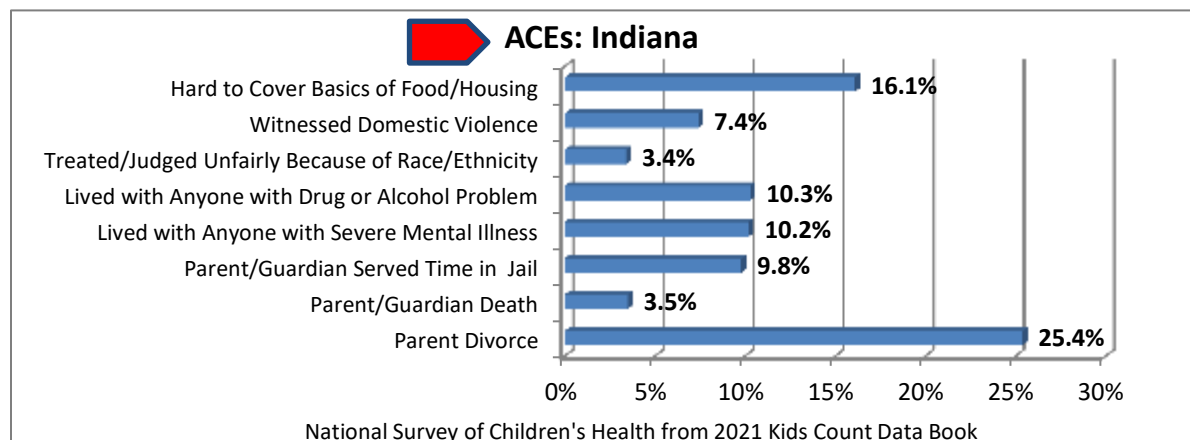 ACEs: Indiana
Hard to Cover Basics of Food/Housing 16.1%
Witnessed Domestic Violence 7.4%
Treated/Judged Unfairly Because of Race/Ethnicity 3.4%
Lived with Anyone with Drug or Alcohol Problem 10.3%
Lived with Anyone with Severe Mental Illness 10.2%
Parent/Guardian Served Time in Jail 9.8%
Parent/Guardian Death 3.5%
Parent Divorce 25.4%
0% 5% 10% 15% 20% 25% 30%
National Survey of Children's Health from 2021 Kids Count Data Book